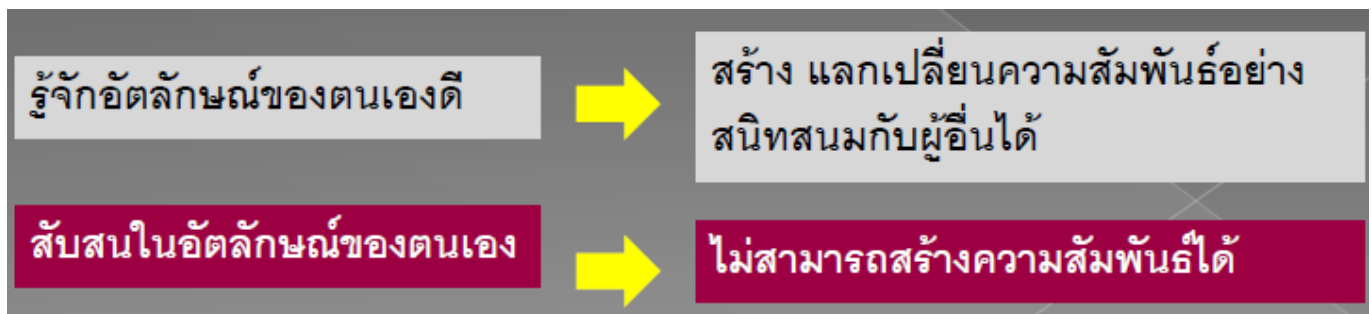 รู้จักอัตลักษณ์ของตนเองดี
สร้าง แลกเปลี่ยนความสัมพันธ์อย่าง
สนิทสนมกับผู้อื่นได้
สับสนในอัตลักษณ์ของตนเอง
ไม่สามารถสร้างความสัมพันธ์ได้